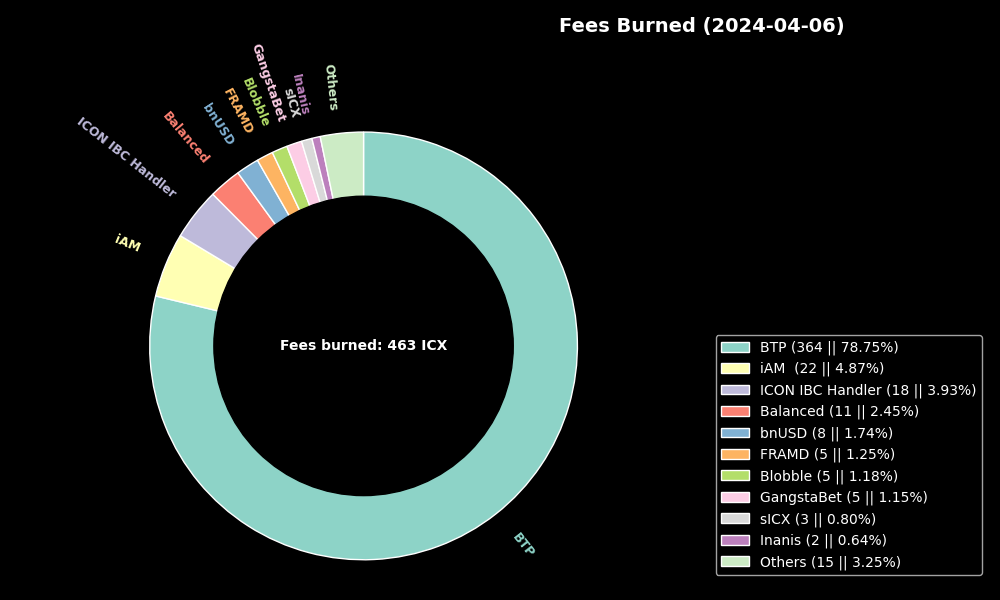 Fees Burned (2024-04-06)
GangstaBet
Others
Inanis
sICX
Blobble
FRAMD
bnUSD
Balanced
ICON IBC Handler
iAM
Fees burned: 463 ICX
BTP
BTP (364 || 78.75%)
iAM  (22 || 4.87%)
ICON IBC Handler (18 || 3.93%)
Balanced (11 || 2.45%)
bnUSD (8 || 1.74%)
FRAMD (5 || 1.25%)
Blobble (5 || 1.18%)
GangstaBet (5 || 1.15%)
sICX (3 || 0.80%)
Inanis (2 || 0.64%)
Others (15 || 3.25%)